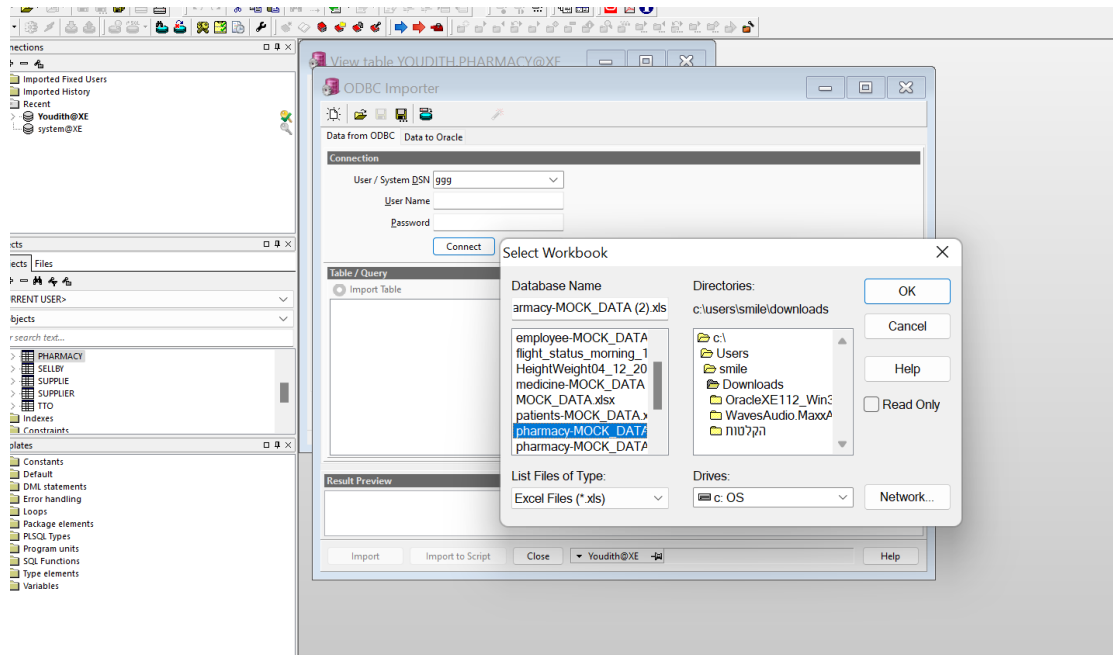 nections
Imported Fixed Users
Imported History
Recent
Youdith@XE
system@XE
ects
ects Files
RRENT USER>
bjects
r search text...
PHARMACY
SELLBY
SUPPLIE
SUPPLIER
TTO
Indexes
Constraints
plates
Constants
Default
DML statements
Error handling
Loops
Package elements
PLSQL Types
Program units
SQL Functions
Type elements
Variables
View table YOUDITH.PHARMACY@XE
ODBC Importer
Data from ODBC Data to Oracle
Connection
User / System DSN ggg
User Name
Password
Connect
Table / Query
Import Table
Result Preview
Import Import to Script Close Youdith@XE Help
Select Workbook
Database Name
armacy-MOCK_DATA (2).xls
employee-MOCK_DATA
flight_status_morning_1
HeightWeight04_12_20
medicine-MOCK_DATA
MOCK_DATA.xlsx
patients-MOCK_DATA.x
pharmacy-MOCK_DATA
pharmacy-MOCK_DATA
List Files of Type:
Excel Files (*.xls)
Directories:
c:\users\smile\downloads
c:\
Users
smile
Downloads
OracleXE112_Win3
WavesAudio.MaxxA
הקלטות
Drives:
c: OS
OK
Cancel
Help
Read Only
Network...